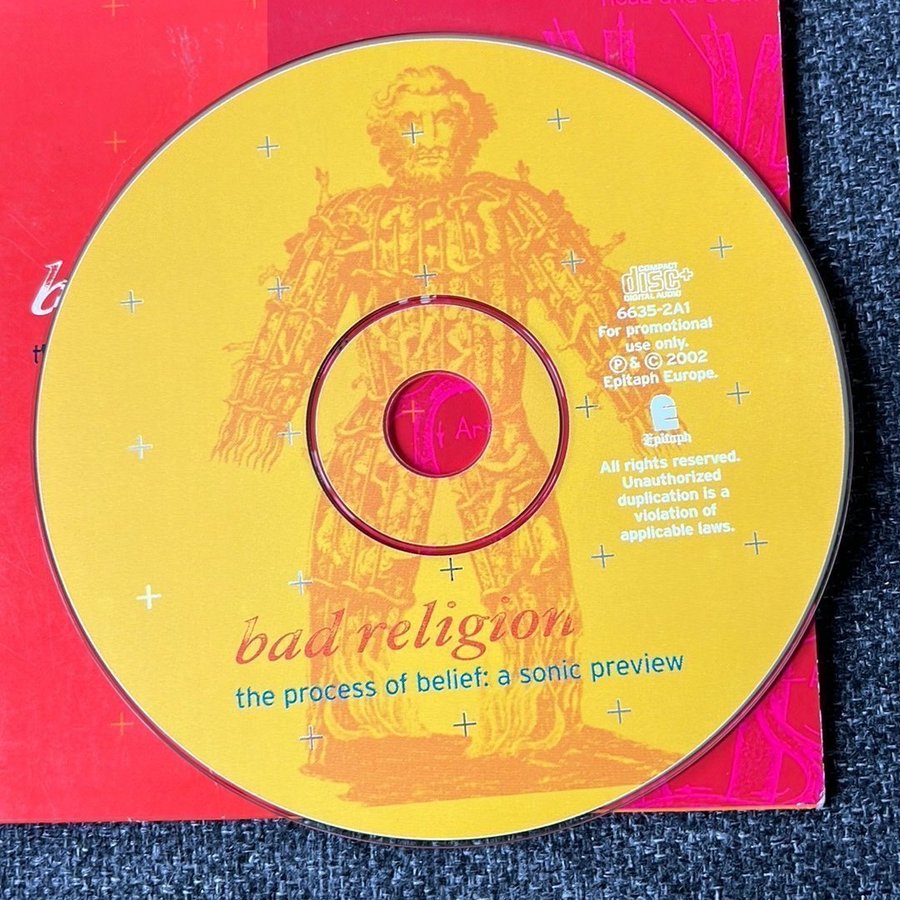 COMPACT
disc+
DIGITAL AUDIO
6635-2A1
For promotional
use only.
Ⓟ & © 2002
Epitaph Europe.
E
Epitaph
All rights reserved.
Unauthorized
duplication is a
violation of
applicable laws.
bad religion
the process of belief: a sonic preview